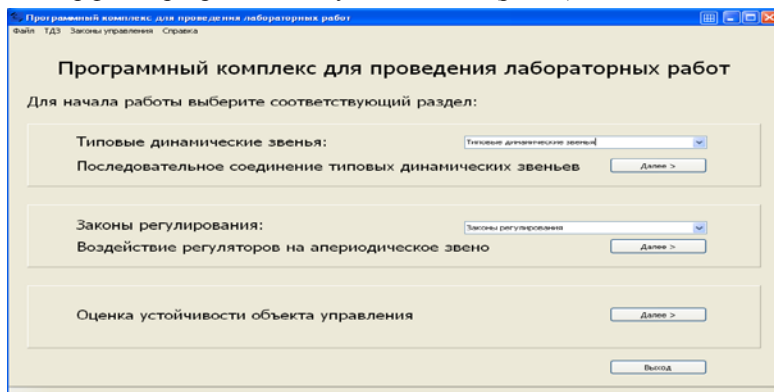 Программный комплекс для проведения лабораторных работ
Файл ТДЗ Законы управления Справка
Программный комплекс для проведения лабораторных работ
Для начала работы выберите соответствующий раздел:
Типовые динамические звенья: Типовые динамические звенья
Последовательное соединение типовых динамических звеньев Далее >
Законы регулирования: Законы регулирования
Воздействие регуляторов на апериодическое звено Далее >
Оценка устойчивости объекта управления Далее >
Выход